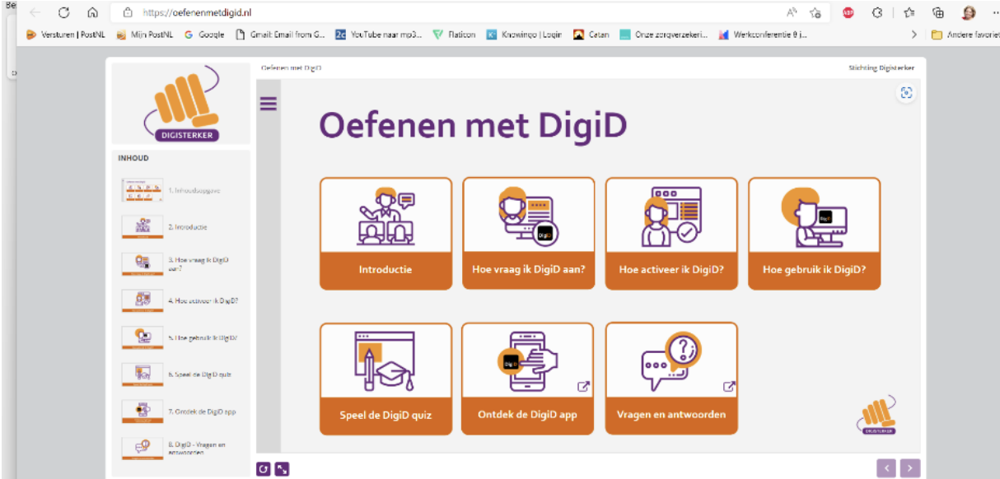 Be
https://oefenenmetdigid.nl
ABP
Versturen | PostNL
Mijn PostNL
Google
Gmail: Email from G...
YouTube naar mp3...
Flaticon
Knowingo | Login
Catan
Onze zorgverzekeri...
Werkconferentie 8 j...
Andere favoriet
Oefenen met DigiD
Stichting Digisterker
DIGISTERKER
INHOUD
1. Inhoudsopgave
2. Introductie
3. Hoe vraag ik DigiD
aan?
4. Hoe activeer ik DigiD?
5. Hoe gebruik ik DigiD?
6. Speel de DigiD quiz
7. Ontdek de DigiD app
8. DigiD - Vragen en
antwoorden
Oefenen met DigiD
Introductie
Hoe vraag ik DigiD aan?
Hoe activeer ik DigiD?
Hoe gebruik ik DigiD?
Speel de DigiD quiz
Ontdek de DigiD app
Vragen en antwoorden
DIGISTERKER